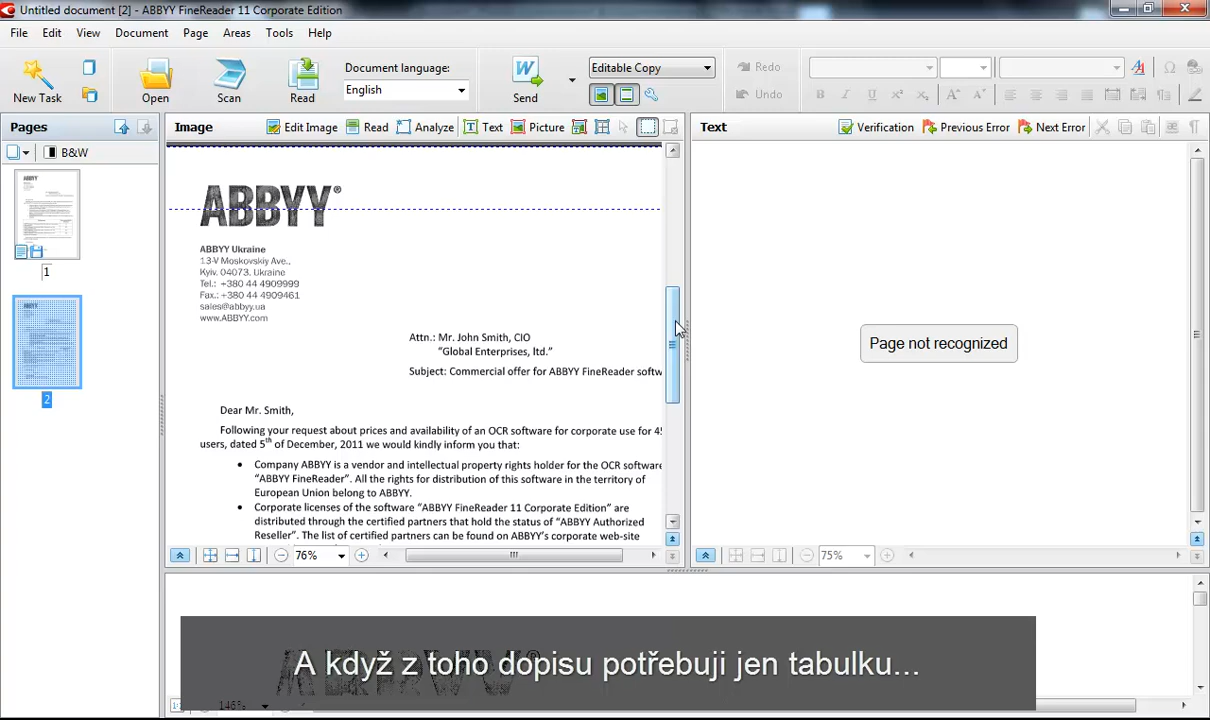 Untitled document [2] - ABBYY FineReader 11 Corporate Edition
File Edit View Document Page Areas Tools Help
New Task Open Scan Read Document language: English Send Editable Copy Redo Undo
Pages
B&W
1
2
Image Edit Image Read Analyze Text Picture
ABBYY®
ABBYY Ukraine
13-V Moskovskiy Ave.,
Kyiv. 04073. Ukraine
Tel.: +380 44 4909999
Fax.: +380 44 4909461
sales@abbyy.ua
www.ABBYY.com
Attn.: Mr. John Smith, CIO
"Global Enterprises, ltd."
Subject: Commercial offer for ABBYY FineReader softw
Dear Mr. Smith,
Following your request about prices and availability of an OCR software for corporate use for 45
users, dated 5th of December, 2011 we would kindly inform you that:
• Company ABBYY is a vendor and intellectual property rights holder for the OCR software
"ABBYY FineReader". All the rights for distribution of this software in the territory of
European Union belong to ABBYY.
• Corporate licenses of the software "ABBYY FineReader 11 Corporate Edition" are
distributed through the certified partners that hold the status of "ABBYY Authorized
Reseller". The list of certified partners can be found on ABBYY's corporate web-site
76%
Text Verification Previous Error Next Error
Page not recognized
75%
A když z toho dopisu potřebuji jen tabulku...
146%